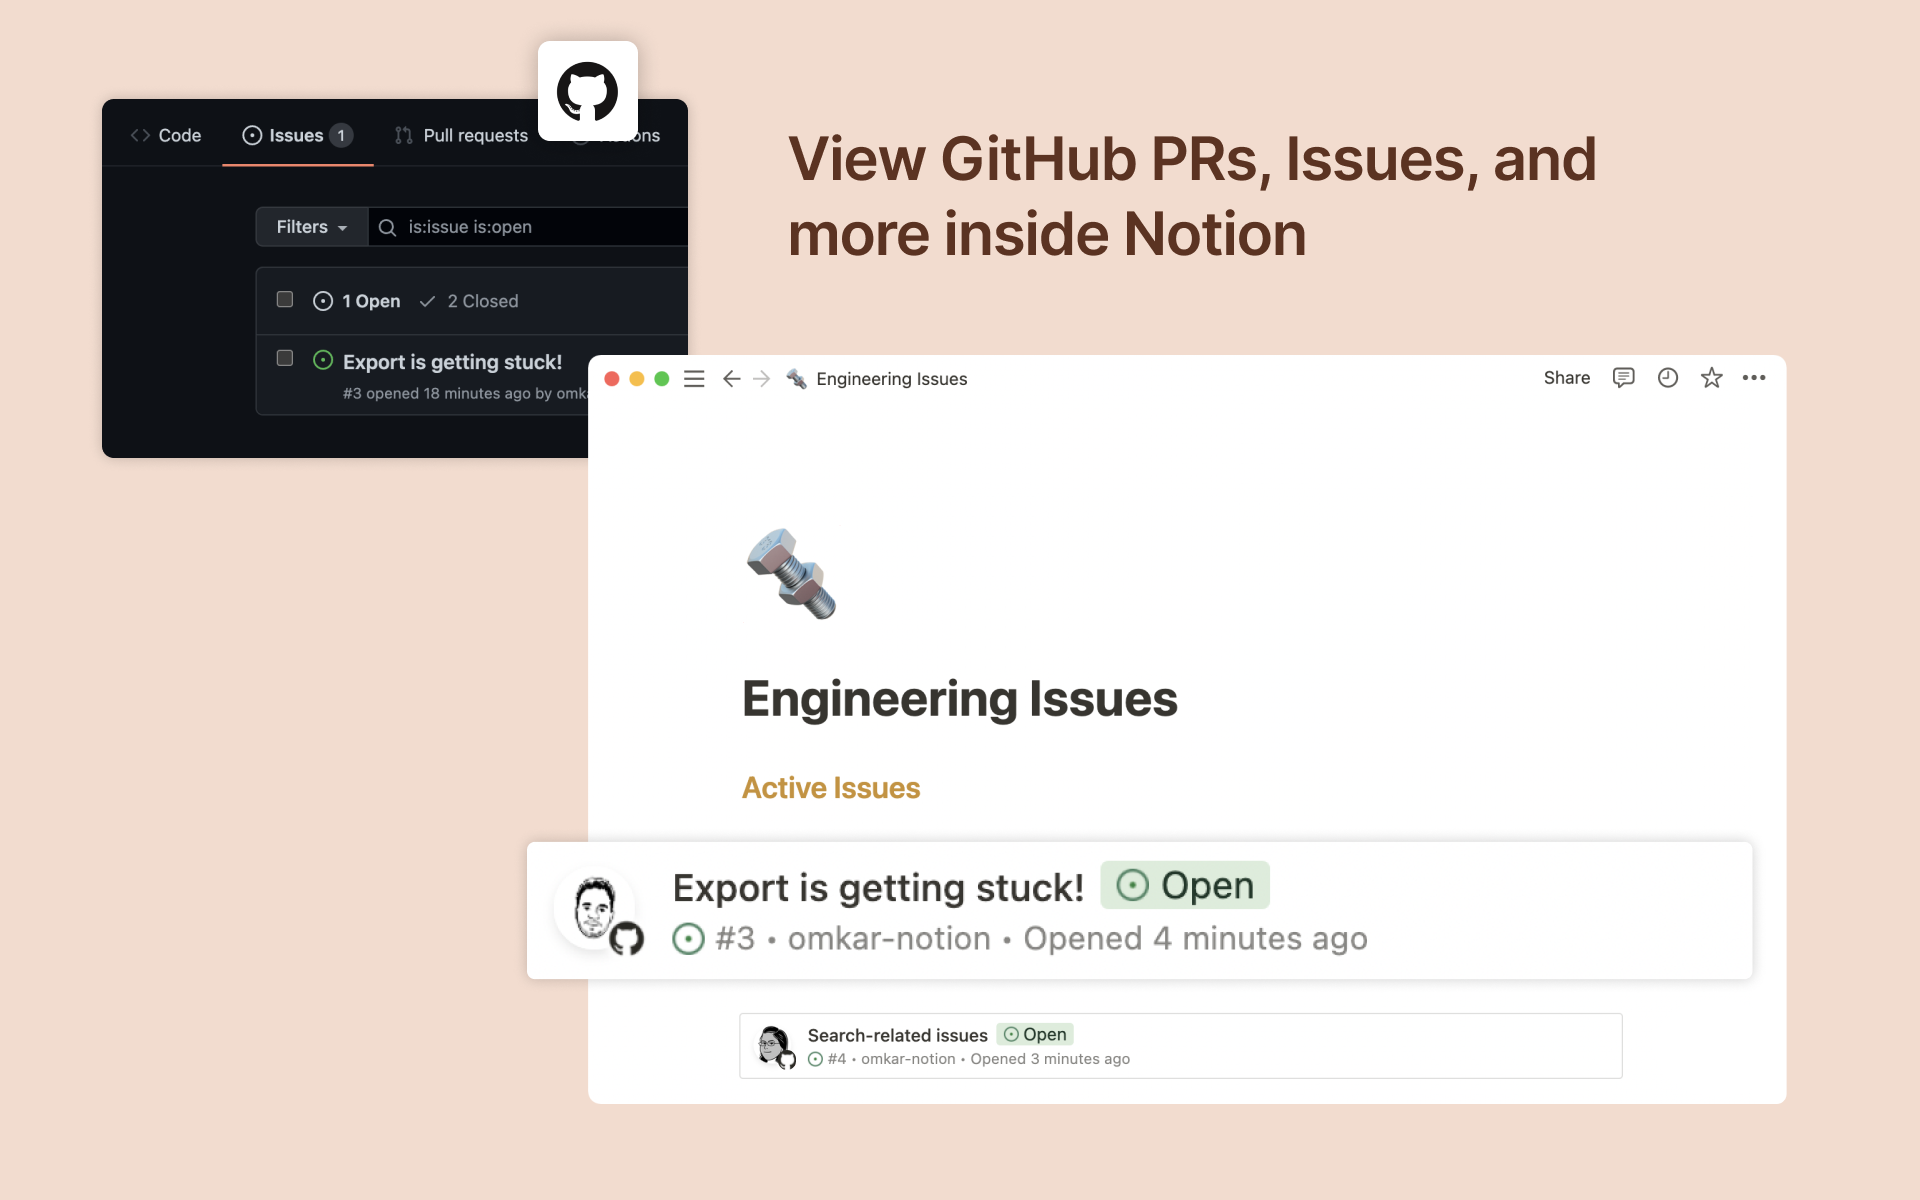 Code Issues 1 Pull requests
Filters is:issue is:open
1 Open 2 Closed
Export is getting stuck!
#3 opened 18 minutes ago by
View GitHub PRs, Issues, and
more inside Notion
Engineering Issues
Share
Engineering Issues
Active Issues
Export is getting stuck! Open
#3 • omkar-notion • Opened 4 minutes ago
Search-related issues Open
#4 • omkar-notion • Opened 3 minutes ago